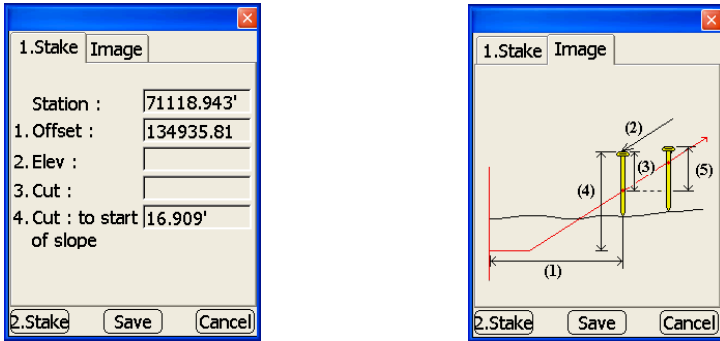 1.Stake Image
Station : 71118.943'
1. Offset : 134935.81
2. Elev :
3. Cut :
4. Cut : to start 16.909'
of slope
2.Stake Save Cancel
1.Stake Image
(2)
(3)
(4)
(5)
(1)
2.Stake Save Cancel